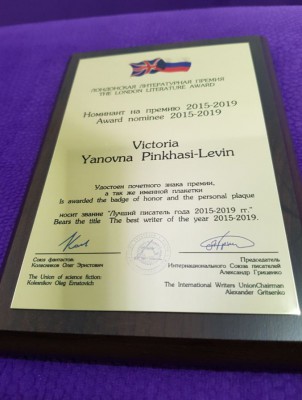 ЛОНДОНСКАЯ ЛИТЕРАТУРНАЯ ПРЕМИЯ
THE LONDON LITERATURE AWARD
Номинант на премию 2015-2019
Award nominee 2015-2019
Victoria
Yanovna Pinkhasi-Levin
Удостоен почетного знака премии,
а так же именной плакетки
Is awarded the badge of honor and the personal plaque
носит звание "Лучший писатель года 2015-2019 гг."
Bears the title The best writer of the year 2015-2019.
Союз фантастов:
Колесников Олег Эрнстович
The Union of science fiction:
Kolesnikov Oleg Ernstovich
Председатель
Интернационального Союза писателей
Александр Гриценко
The International Writers UnionChairman
Alexander Gritsenko